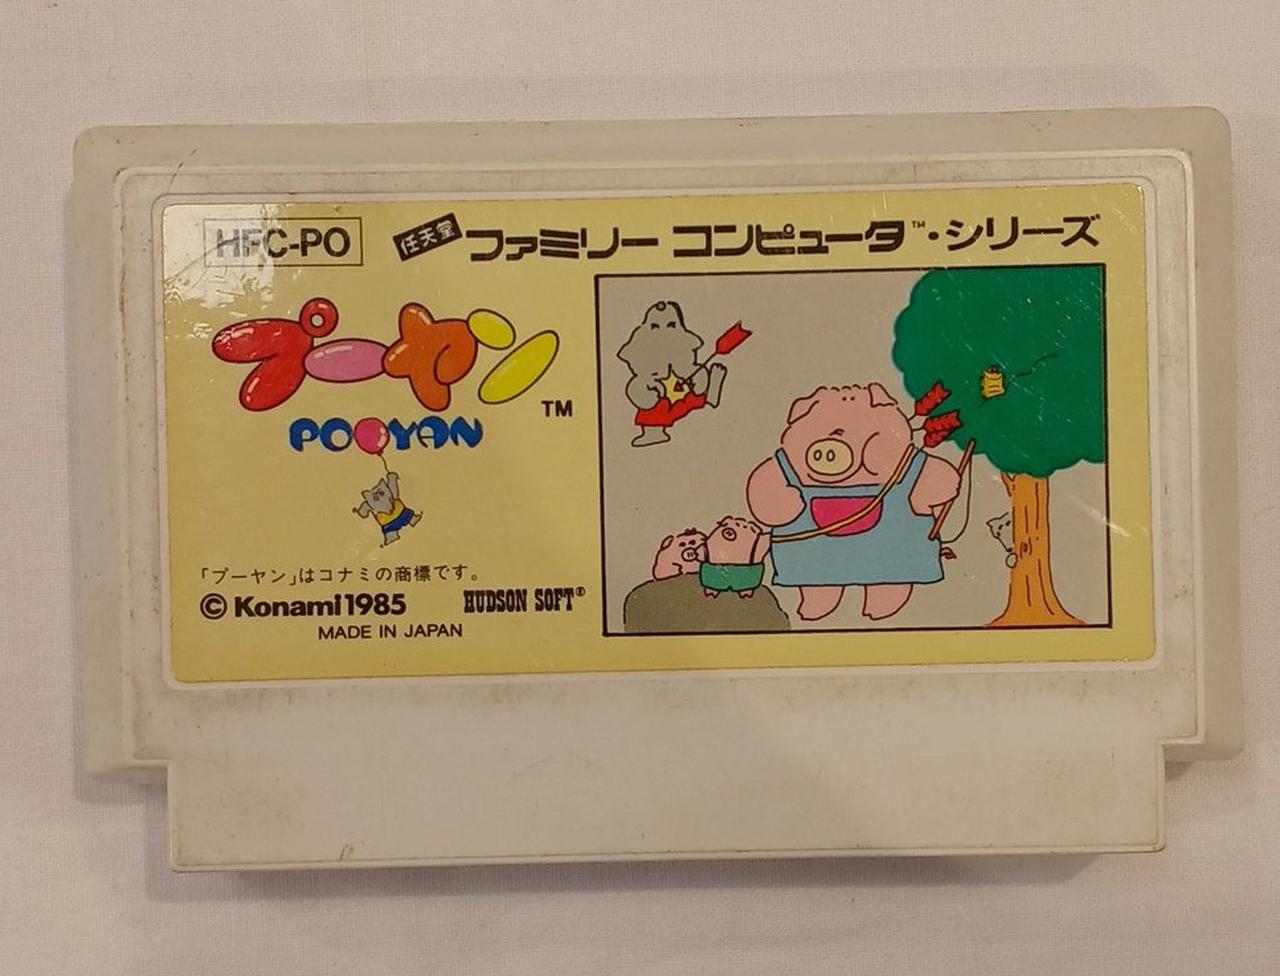 HFC-PO
任天堂 ファミリー コンピュータ™・シリーズ
プーヤン
TM
POOYAN
「プーヤン」はコナミの商標です。
© Konami 1985 HUDSON SOFT®
MADE IN JAPAN